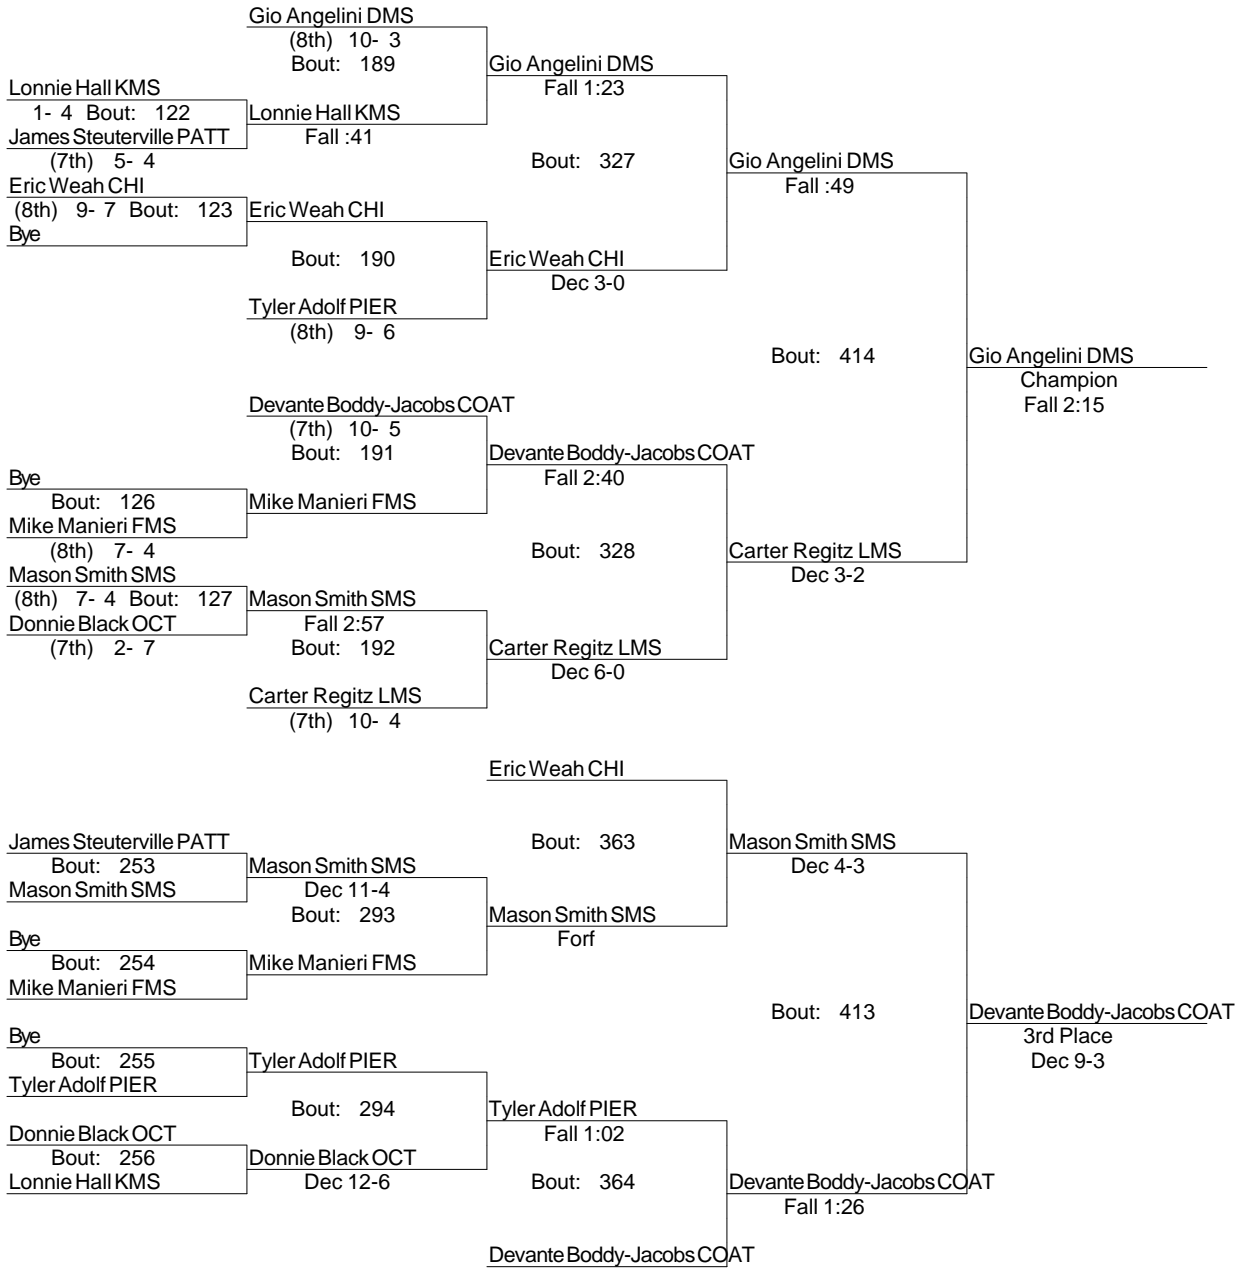 Gio Angelini DMS
(8th) 10- 3
Bout: 189
Gio Angelini DMS
Fall 1:23
Lonnie Hall KMS
1- 4 Bout: 122
Lonnie Hall KMS
Fall :41
James Steuterville PATT
(7th) 5- 4
Bout: 327
Gio Angelini DMS
Fall :49
Eric Weah CHI
(8th) 9- 7 Bout: 123
Eric Weah CHI
Bye
Bout: 190
Eric Weah CHI
Dec 3-0
Tyler Adolf PIER
(8th) 9- 6
Bout: 414
Gio Angelini DMS
Champion
Fall 2:15
Devante Boddy-Jacobs COAT
(7th) 10- 5
Bout: 191
Devante Boddy-Jacobs COAT
Fall 2:40
Bye
Bout: 126
Mike Manieri FMS
Mike Manieri FMS
(8th) 7- 4
Bout: 328
Carter Regitz LMS
Dec 3-2
Mason Smith SMS
(8th) 7- 4 Bout: 127
Mason Smith SMS
Fall 2:57
Donnie Black OCT
(7th) 2- 7
Bout: 192
Carter Regitz LMS
Dec 6-0
Carter Regitz LMS
(7th) 10- 4
Eric Weah CHI
Bout: 363
Mason Smith SMS
Dec 4-3
James Steuterville PATT
Bout: 253
Mason Smith SMS
Mason Smith SMS
Dec 11-4
Bout: 293
Mason Smith SMS
Forf
Bye
Bout: 254
Mike Manieri FMS
Mike Manieri FMS
Bout: 413
Devante Boddy-Jacobs COAT
3rd Place
Dec 9-3
Bye
Bout: 255
Tyler Adolf PIER
Tyler Adolf PIER
Bout: 294
Tyler Adolf PIER
Fall 1:02
Donnie Black OCT
Bout: 256
Donnie Black OCT
Dec 12-6
Lonnie Hall KMS
Bout: 364
Devante Boddy-Jacobs COAT
Fall 1:26
Devante Boddy-Jacobs COAT